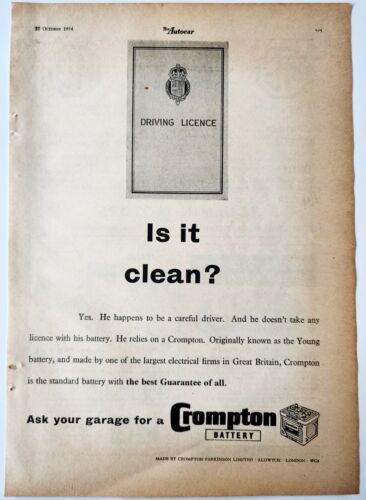 22 October 1954
The Autocar
DRIVING LICENCE
Is it
clean?
Yes. He happens to be a careful driver. And he doesn't take any
licence with his battery. He relies on a Crompton. Originally known as the Young
battery, and made by one of the largest electrical firms in Great Britain, Crompton
is the standard battery with the best Guarantee of all.
Ask your garage for a Crompton
BATTERY
MADE BY CROMPTON PARKINSON LIMITED · ALDWYCH · LONDON · WC2